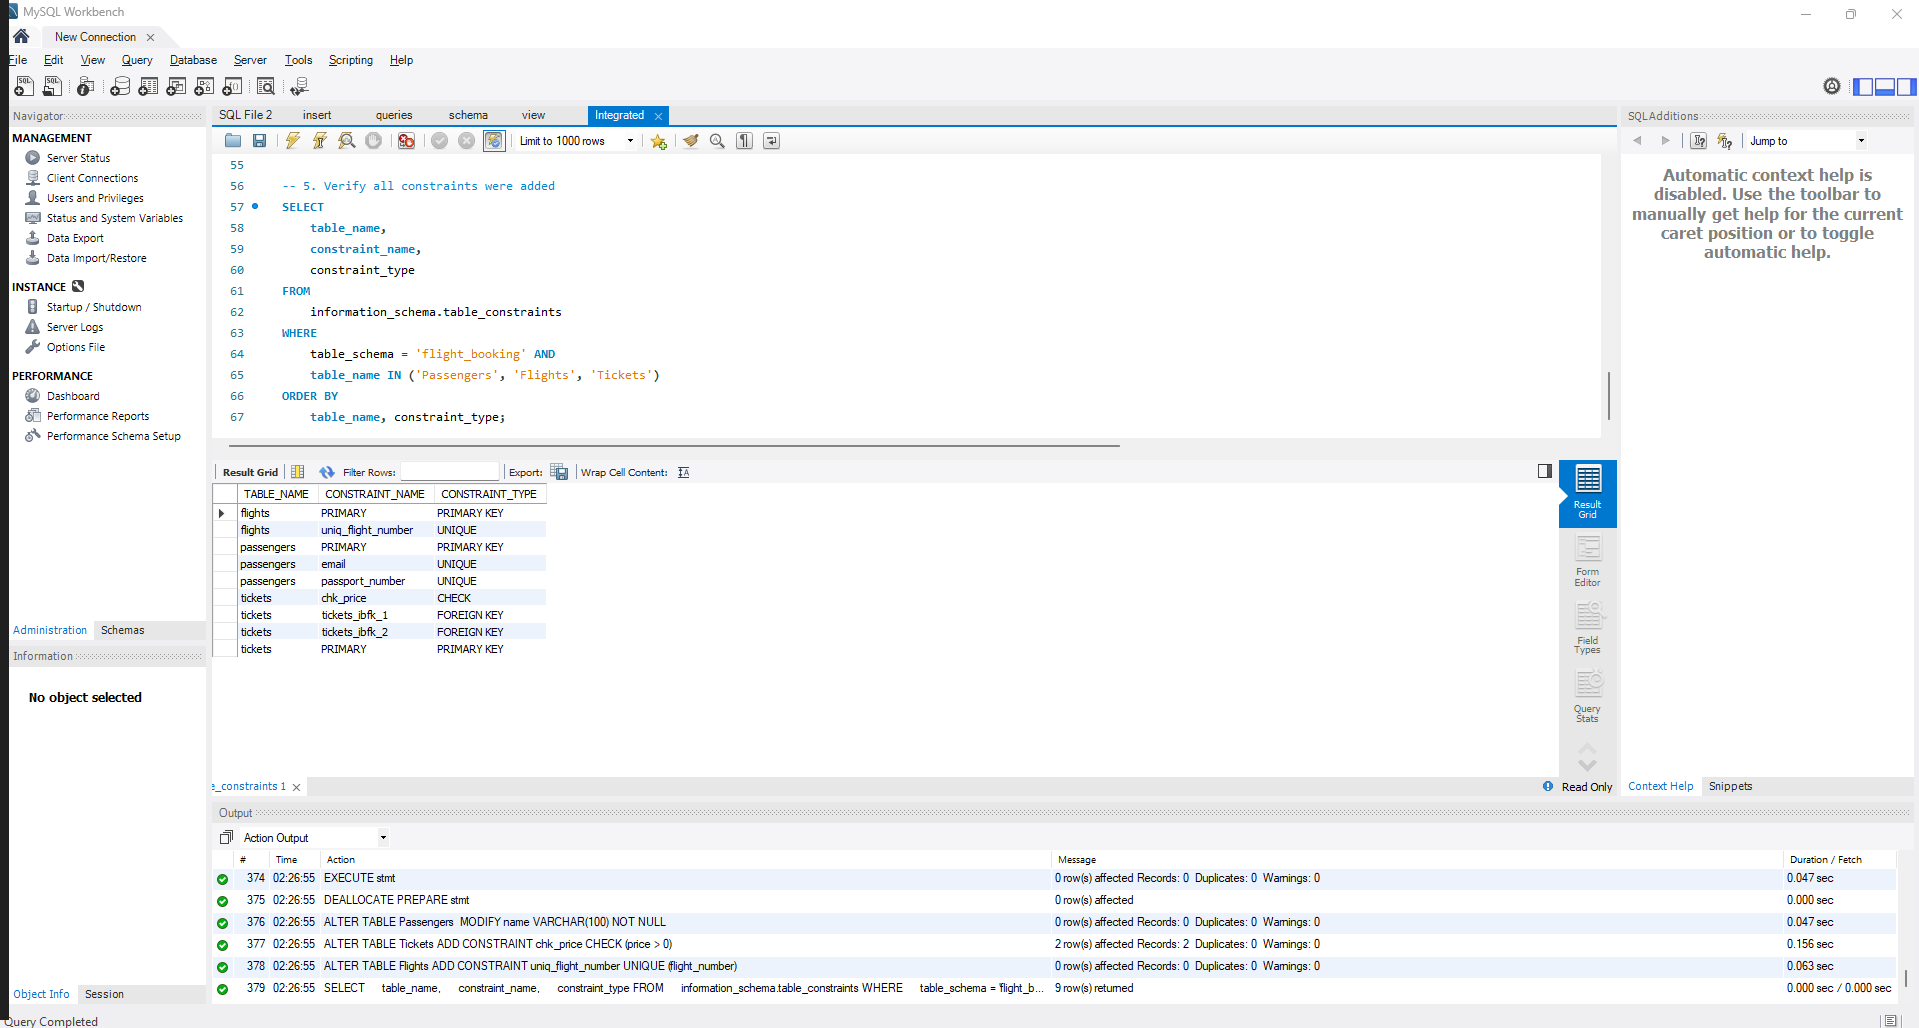 MySQL Workbench
New Connection
File Edit View Query Database Server Tools Scripting Help
Navigator
MANAGEMENT
Server Status
Client Connections
Users and Privileges
Status and System Variables
Data Export
Data Import/Restore
INSTANCE
Startup / Shutdown
Server Logs
Options File
PERFORMANCE
Dashboard
Performance Reports
Performance Schema Setup
Administration Schemas
Information
No object selected
Object Info Session
SQL File 2 insert queries schema view Integrated
Limit to 1000 rows
55
56 -- 5. Verify all constraints were added
57 SELECT
58 table_name,
59 constraint_name,
60 constraint_type
61 FROM
62 information_schema.table_constraints
63 WHERE
64 table_schema = 'flight_booking' AND
65 table_name IN ('Passengers', 'Flights', 'Tickets')
66 ORDER BY
67 table_name, constraint_type;
Result Grid Filter Rows: Export: Wrap Cell Content:
TABLE_NAME CONSTRAINT_NAME CONSTRAINT_TYPE
flights PRIMARY PRIMARY KEY
flights uniq_flight_number UNIQUE
passengers PRIMARY PRIMARY KEY
passengers email UNIQUE
passengers passport_number UNIQUE
tickets chk_price CHECK
tickets tickets_ibfk_1 FOREIGN KEY
tickets tickets_ibfk_2 FOREIGN KEY
tickets PRIMARY PRIMARY KEY
Result
Grid
Form
Editor
Field
Types
Query
Stats
e_constraints 1
Read Only
SQLAdditions
Jump to
Automatic context help is
disabled. Use the toolbar to
manually get help for the current
caret position or to toggle
automatic help.
Context Help Snippets
Output
Action Output
# Time Action Message Duration / Fetch
374 02:26:55 EXECUTE stmt 0 row(s) affected Records: 0 Duplicates: 0 Warnings: 0 0.047 sec
375 02:26:55 DEALLOCATE PREPARE stmt 0 row(s) affected 0.000 sec
376 02:26:55 ALTER TABLE Passengers MODIFY name VARCHAR(100) NOT NULL 0 row(s) affected Records: 0 Duplicates: 0 Warnings: 0 0.047 sec
377 02:26:55 ALTER TABLE Tickets ADD CONSTRAINT chk_price CHECK (price > 0) 2 row(s) affected Records: 2 Duplicates: 0 Warnings: 0 0.156 sec
378 02:26:55 ALTER TABLE Flights ADD CONSTRAINT uniq_flight_number UNIQUE (flight_number) 0 row(s) affected Records: 0 Duplicates: 0 Warnings: 0 0.063 sec
379 02:26:55 SELECT table_name, constraint_name, constraint_type FROM information_schema.table_constraints WHERE table_schema = 'flight_b... 9 row(s) returned 0.000 sec / 0.000 sec
Query Completed